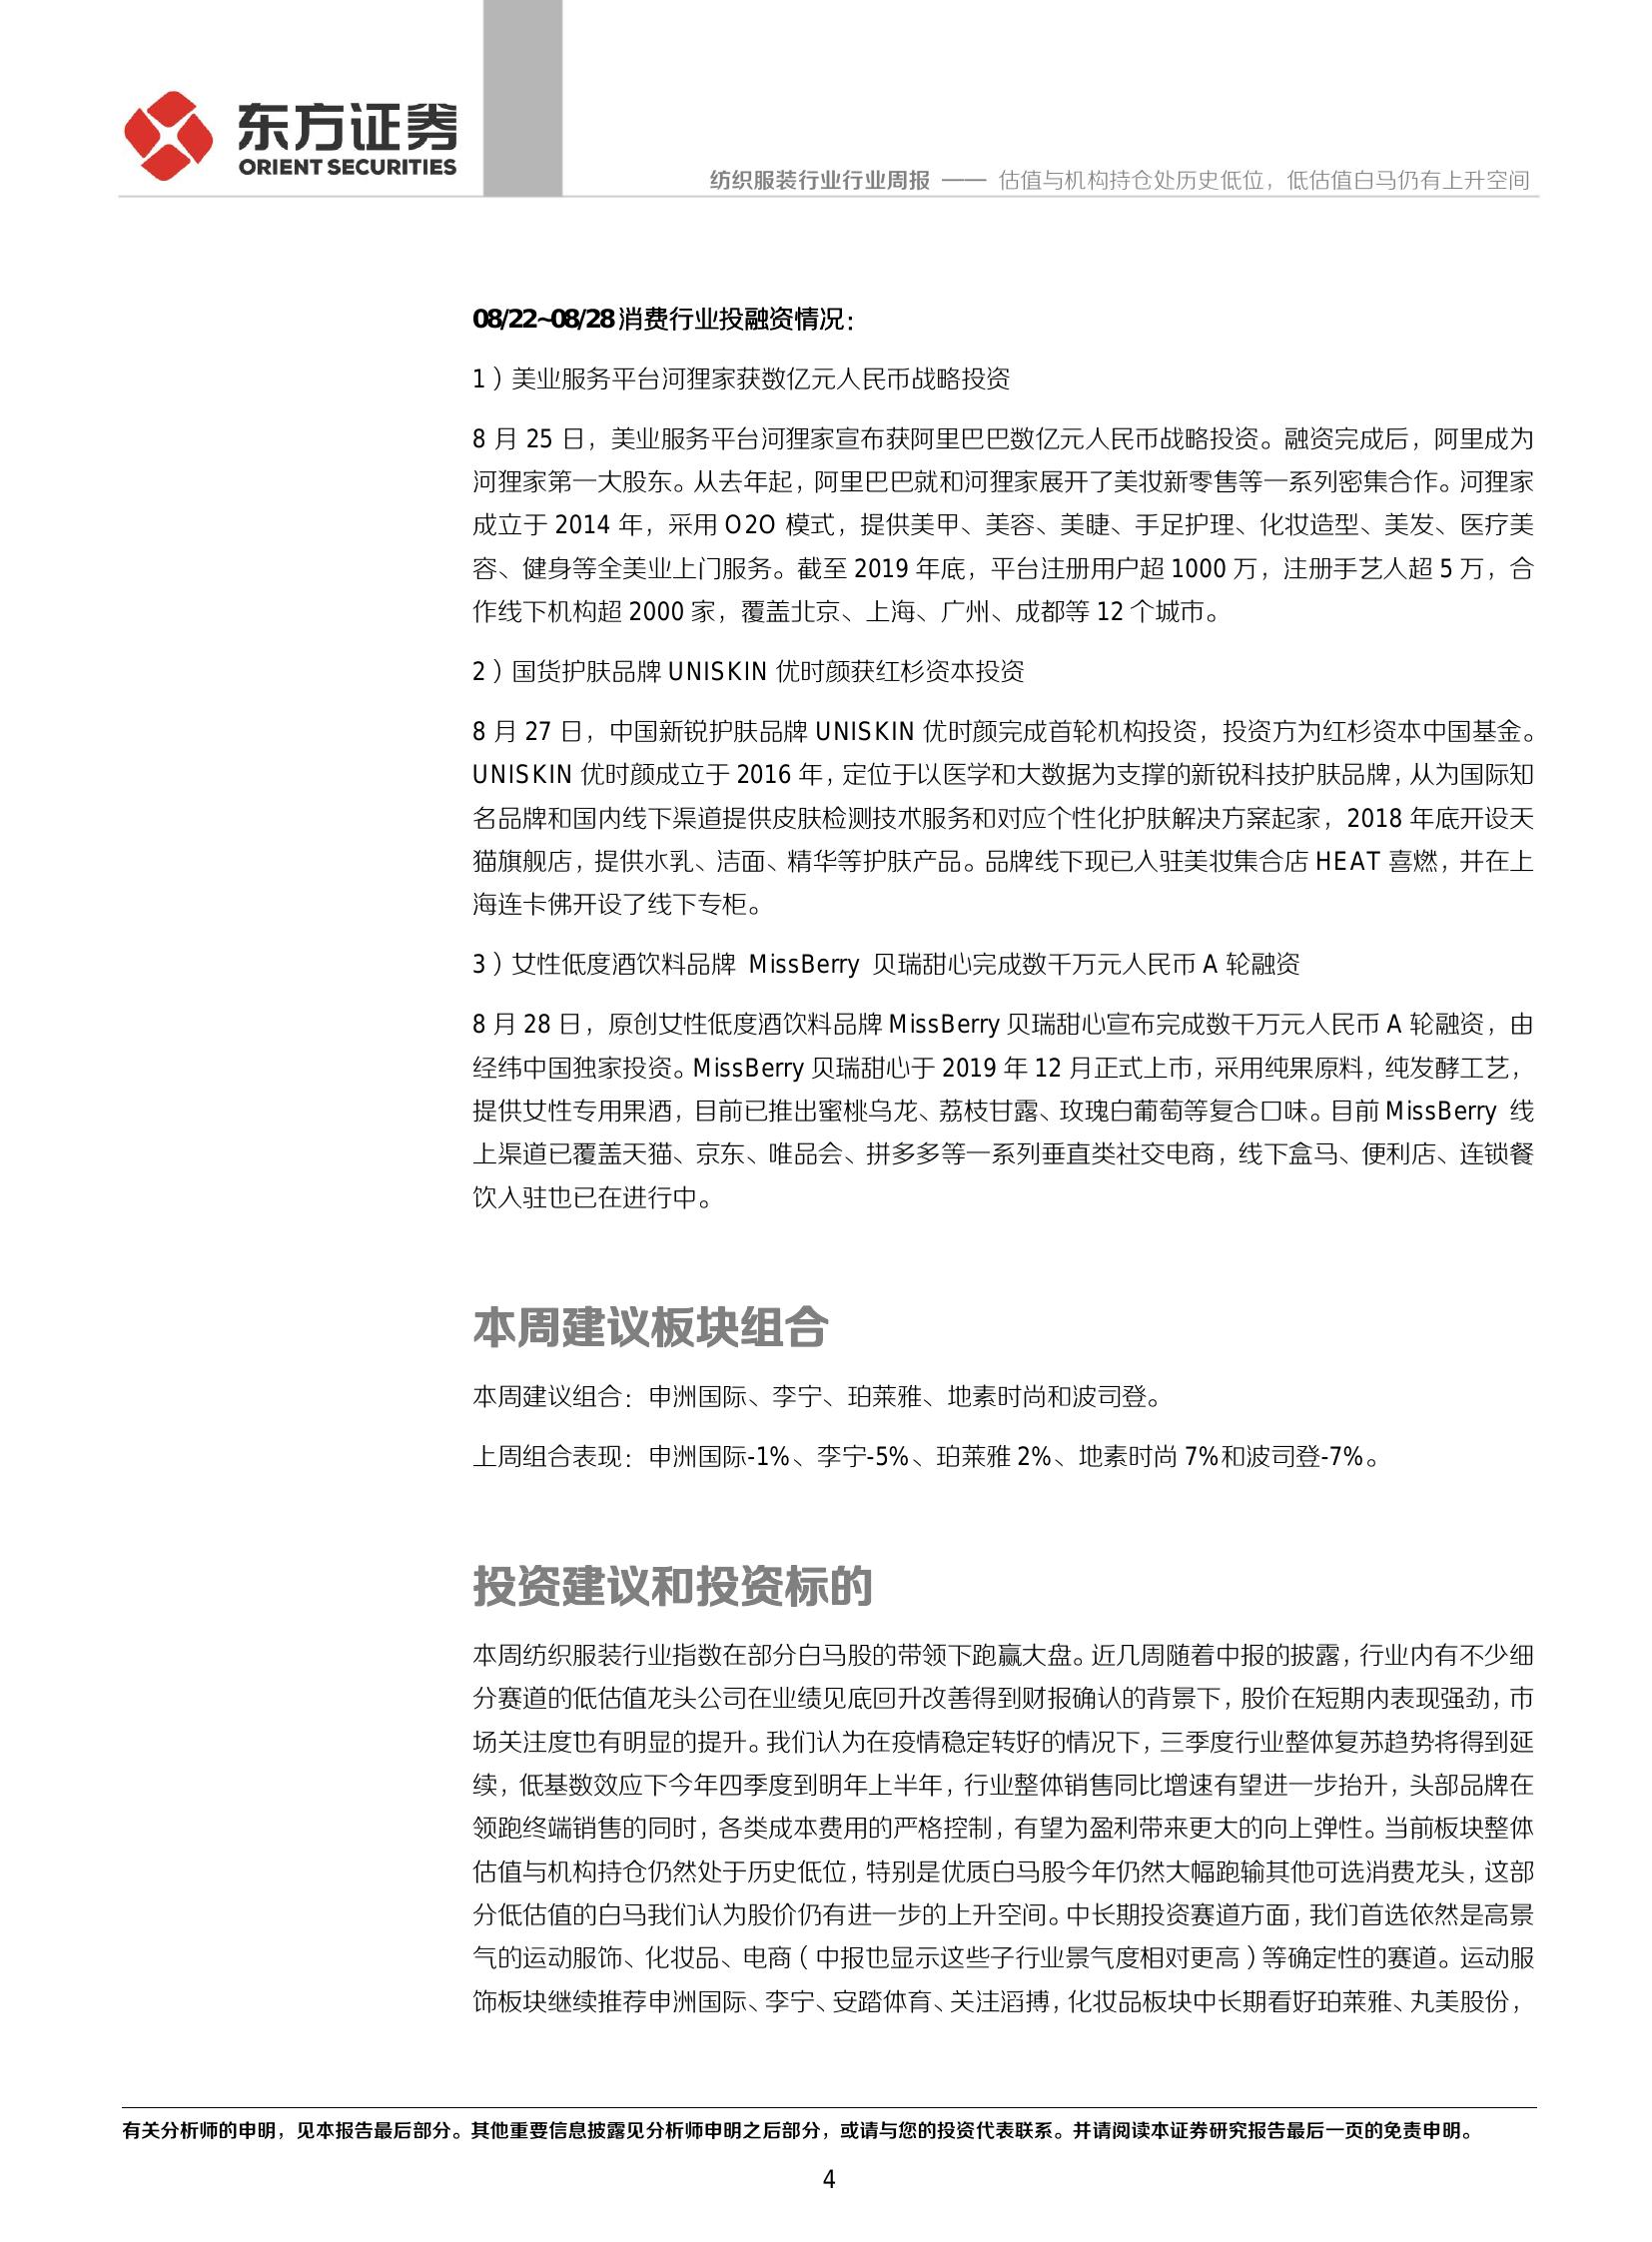 东方证券
ORIENT SECURITIES
纺织服装行业行业周报 —— 估值与机构持仓处历史低位，低估值白马仍有上升空间
08/22~08/28 消费行业投融资情况：
1）美业服务平台河狸家获数亿元人民币战略投资
8 月 25 日，美业服务平台河狸家宣布获阿里巴巴数亿元人民币战略投资。融资完成后，阿里成为
河狸家第一大股东。从去年起，阿里巴巴就和河狸家展开了美妆新零售等一系列密集合作。河狸家
成立于 2014 年，采用 O2O 模式，提供美甲、美容、美睫、手足护理、化妆造型、美发、医疗美
容、健身等全美业上门服务。截至 2019 年底，平台注册用户超 1000 万，注册手艺人超 5 万，合
作线下机构超 2000 家，覆盖北京、上海、广州、成都等 12 个城市。
2）国货护肤品牌 UNISKIN 优时颜获红杉资本投资
8 月 27 日，中国新锐护肤品牌 UNISKIN 优时颜完成首轮机构投资，投资方为红杉资本中国基金。
UNISKIN 优时颜成立于 2016 年，定位于以医学和大数据为支撑的新锐科技护肤品牌，从为国际知
名品牌和国内线下渠道提供皮肤检测技术服务和对应个性化护肤解决方案起家，2018 年底开设天
猫旗舰店，提供水乳、洁面、精华等护肤产品。品牌线下现已入驻美妆集合店 HEAT 喜燃，并在上
海连卡佛开设了线下专柜。
3）女性低度酒饮料品牌 MissBerry 贝瑞甜心完成数千万元人民币 A 轮融资
8 月 28 日，原创女性低度酒饮料品牌 MissBerry 贝瑞甜心宣布完成数千万元人民币 A 轮融资，由
经纬中国独家投资。MissBerry 贝瑞甜心于 2019 年 12 月正式上市，采用纯果原料，纯发酵工艺，
提供女性专用果酒，目前已推出蜜桃乌龙、荔枝甘露、玫瑰白葡萄等复合口味。目前 MissBerry 线
上渠道已覆盖天猫、京东、唯品会、拼多多等一系列垂直类社交电商，线下盒马、便利店、连锁餐
饮入驻也已在进行中。
本周建议板块组合
本周建议组合：申洲国际、李宁、珀莱雅、地素时尚和波司登。
上周组合表现：申洲国际-1%、李宁-5%、珀莱雅 2%、地素时尚 7%和波司登-7%。
投资建议和投资标的
本周纺织服装行业指数在部分白马股的带领下跑赢大盘。近几周随着中报的披露，行业内有不少细
分赛道的低估值龙头公司在业绩见底回升改善得到财报确认的背景下，股价在短期内表现强劲，市
场关注度也有明显的提升。我们认为在疫情稳定转好的情况下，三季度行业整体复苏趋势将得到延
续，低基数效应下今年四季度到明年上半年，行业整体销售同比增速有望进一步抬升，头部品牌在
领跑终端销售的同时，各类成本费用的严格控制，有望为盈利带来更大的向上弹性。当前板块整体
估值与机构持仓仍然处于历史低位，特别是优质白马股今年仍然大幅跑输其他可选消费龙头，这部
分低估值的白马我们认为股价仍有进一步的上升空间。中长期投资赛道方面，我们首选依然是高景
气的运动服饰、化妆品、电商（中报也显示这些子行业景气度相对更高）等确定性的赛道。运动服
饰板块继续推荐申洲国际、李宁、安踏体育、关注滔搏，化妆品板块中长期看好珀莱雅、丸美股份，
有关分析师的申明，见本报告最后部分。其他重要信息披露见分析师申明之后部分，或请与您的投资代表联系。并请阅读本证券研究报告最后一页的免责申明。
4